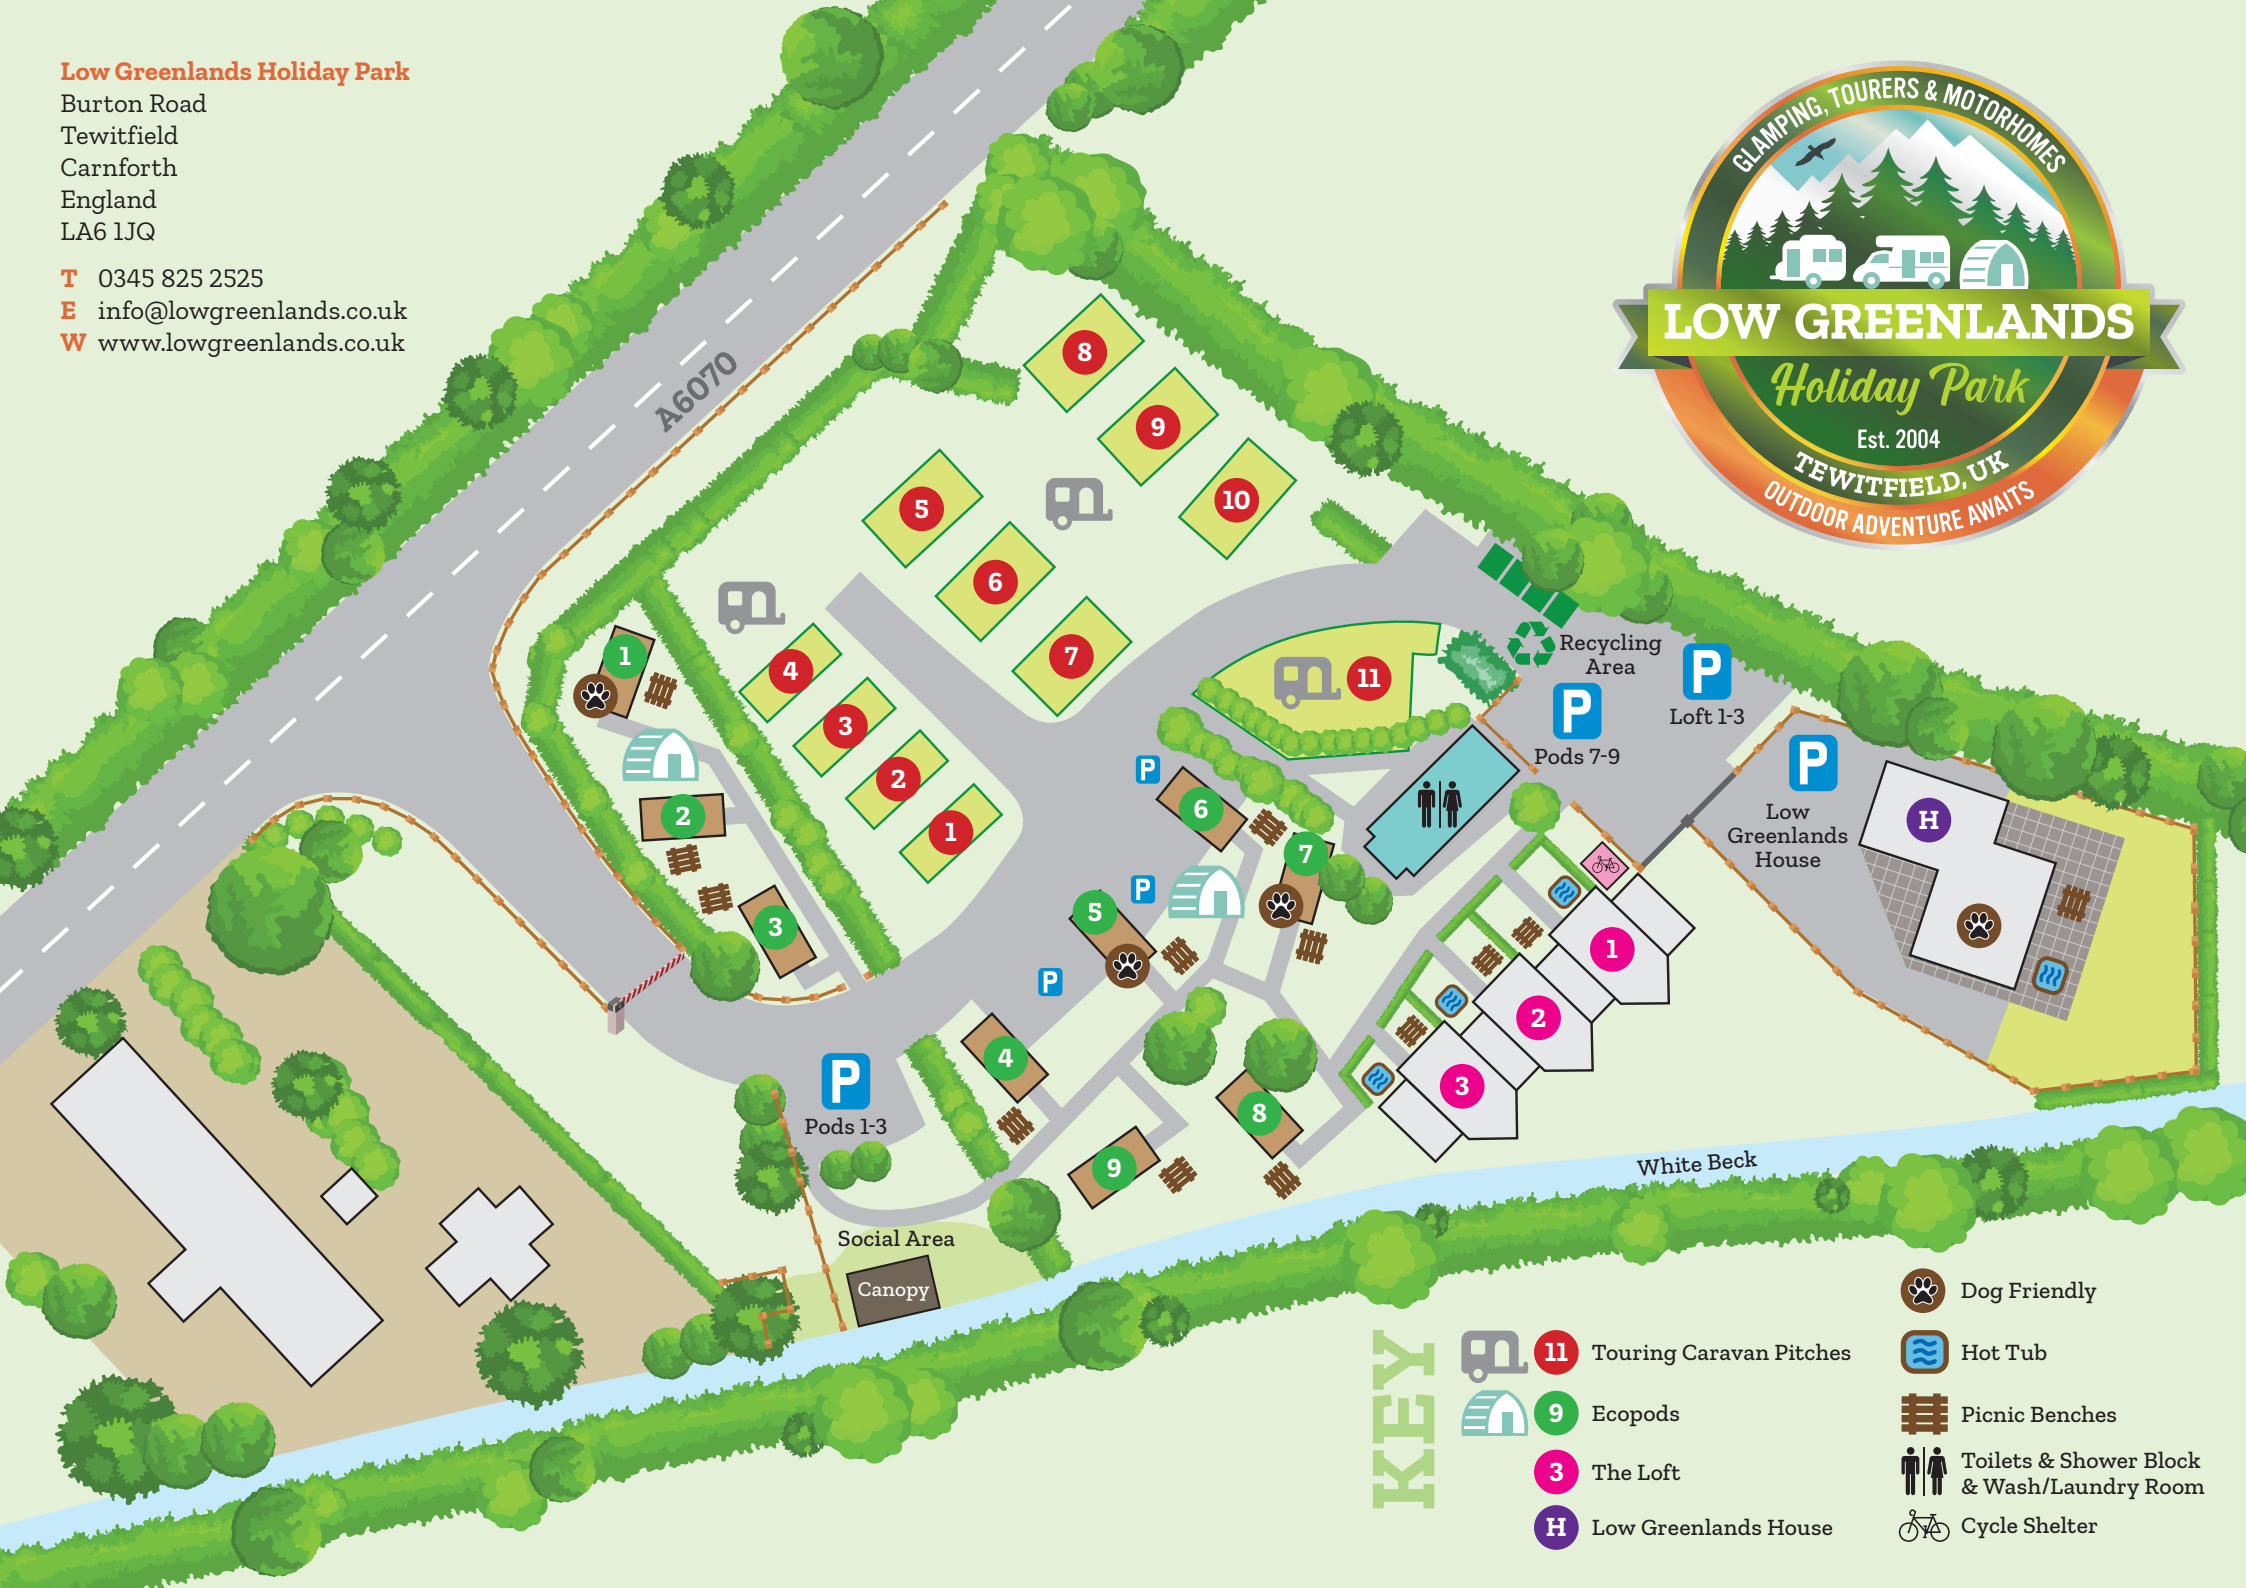 Low Greenlands Holiday Park
Burton Road
Tewitfield
Carnforth
England
LA6 1JQ
T 0345 825 2525
E info@lowgreenlands.co.uk
W www.lowgreenlands.co.uk
GLAMPING, TOURERS & MOTORHOMES
LOW GREENLANDS
Holiday Park
Est. 2004
TEWITFIELD, UK
OUTDOOR ADVENTURE AWAITS
A6070
8
9
10
5
6
7
4
3
2
1
11
1
2
3
Recycling
Area
P
Loft 1-3
P
Pods 7-9
P
Low
Greenlands
House
H
P
6
7
P
5
P
4
8
9
1
2
3
P
Pods 1-3
Social Area
Canopy
White Beck
KEY
11 Touring Caravan Pitches
9 Ecopods
3 The Loft
H Low Greenlands House
Dog Friendly
Hot Tub
Picnic Benches
Toilets & Shower Block
& Wash/Laundry Room
Cycle Shelter